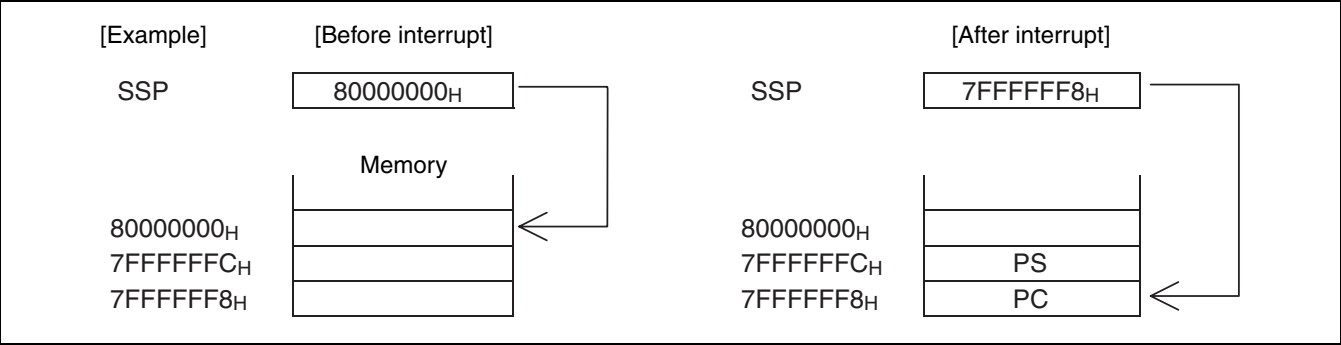 [Example] [Before interrupt] [After interrupt]
SSP 80000000H SSP 7FFFFFF8H
Memory
80000000H 80000000H
7FFFFFFCH 7FFFFFFCH PS
7FFFFFF8H 7FFFFFF8H PC